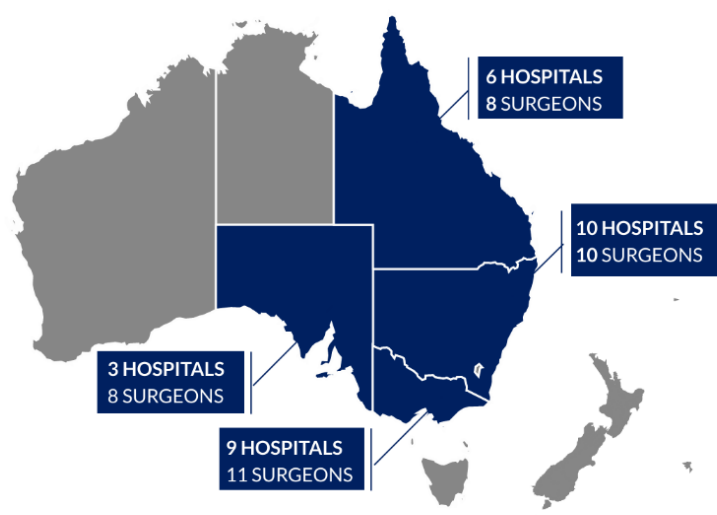 6 HOSPITALS
8 SURGEONS
10 HOSPITALS
10 SURGEONS
3 HOSPITALS
8 SURGEONS
9 HOSPITALS
11 SURGEONS